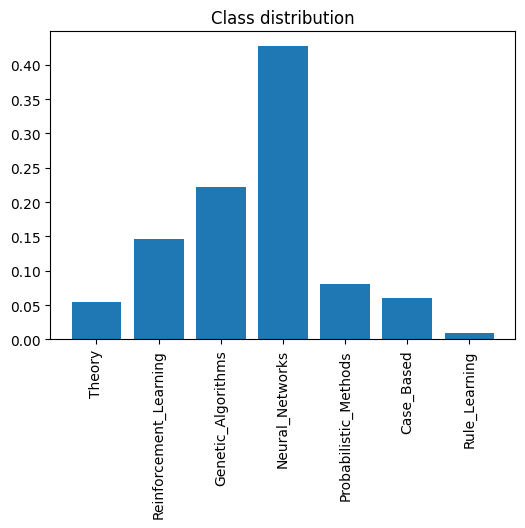 Class distribution
0.40
0.35
0.30
0.25
0.20
0.15
0.10
0.05
0.00
Theory
Reinforcement_Learning
Genetic_Algorithms
Neural_Networks
Probabilistic_Methods
Case_Based
Rule_Learning